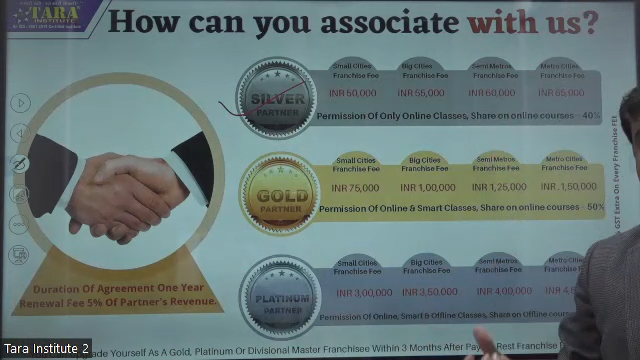 TARA
INSTITUTE
How can you associate with us?
Small Cities
Franchise Fee
INR 50,000
Big Cities
Franchise Fee
INR 55,000
Semi Metros
Franchise Fee
INR 60,000
Metro Cities
Franchise Fee
INR 65,000
SILVER
PARTNER
Permission Of Only Online Classes, Share on online courses - 40%
Small Cities
Franchise Fee
INR 75,000
Big Cities
Franchise Fee
INR 1,00,000
Semi Metros
Franchise Fee
INR 1,25,000
Metro Cities
Franchise Fee
INR .1,50,000
GOLD
PARTNER
Permission Of Online & Smart Classes, Share on online courses - 50%
Small Cities
Franchise Fee
INR 3,00,000
Big Cities
Franchise Fee
INR 3,50,000
Semi Metros
Franchise Fee
INR 4,00,000
Metro
Franchise
INR
PLATINUM
PARTNER
Permission Of Online, Smart & Offline Classes, Share on Offline
GST Extra On Every Franchise FEE
Duration Of Agreement One Year
Renewal Fee 5% Of Partner's Revenue.
ade Yourself As A Gold, Platinum Or Divisional Master Franchisee Within 3 Months After Pay Rest Franchise
Tara Institute 2